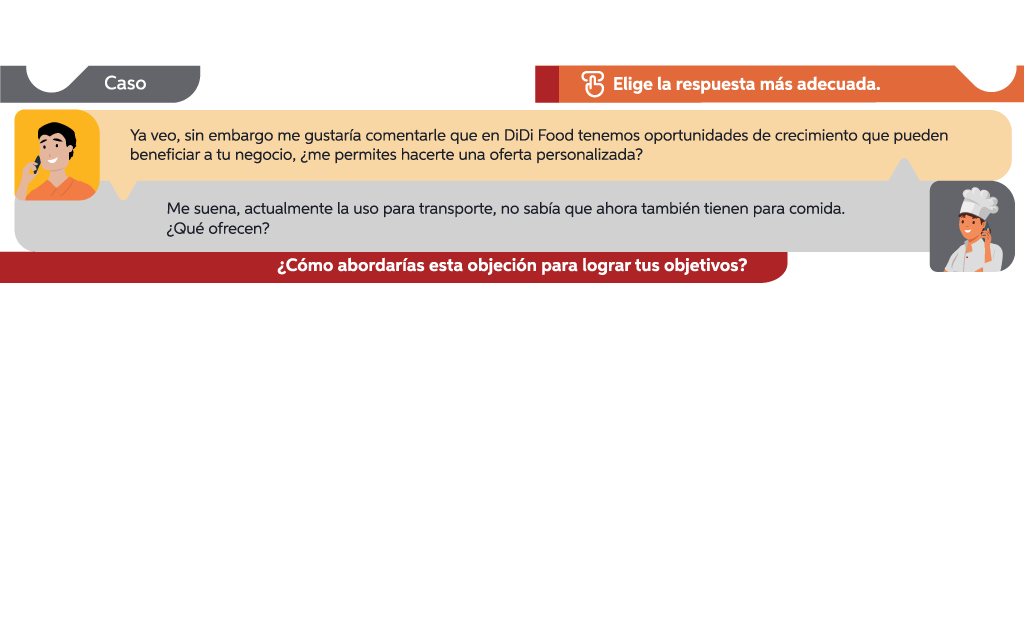 Caso
Elige la respuesta más adecuada.
Ya veo, sin embargo me gustaría comentarle que en DiDi Food tenemos oportunidades de crecimiento que pueden
beneficiar a tu negocio, ¿me permites hacerte una oferta personalizada?
Me suena, actualmente la uso para transporte, no sabía que ahora también tienen para comida.
¿Qué ofrecen?
¿Cómo abordarías esta objeción para lograr tus objetivos?